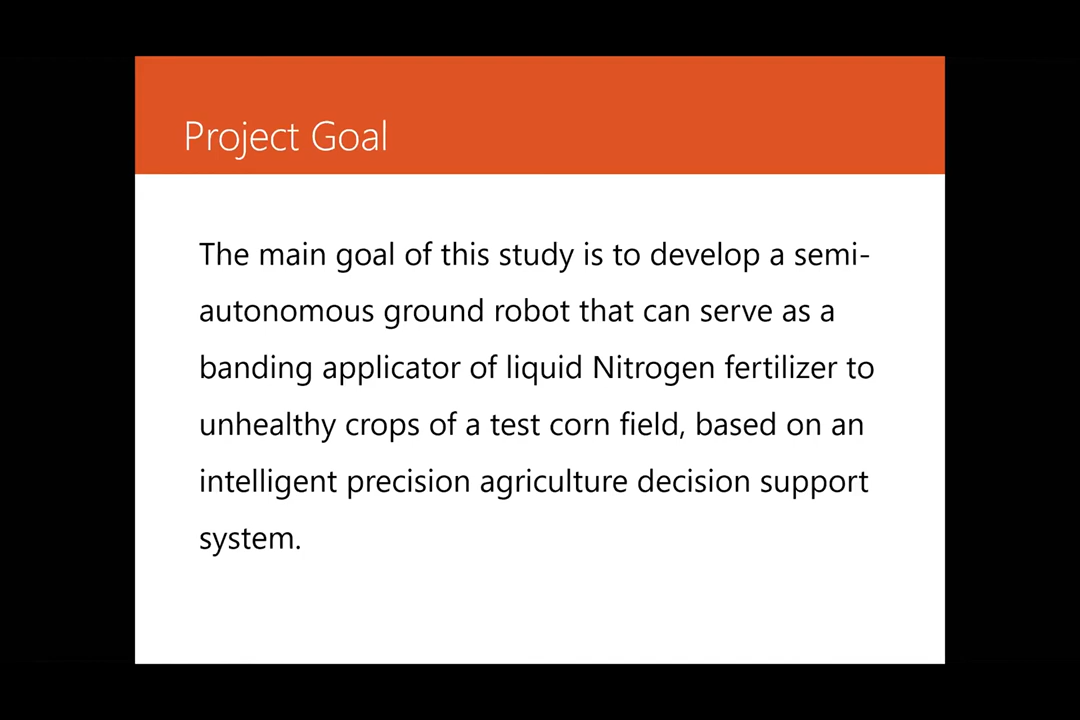 Project Goal
The main goal of this study is to develop a semi-
autonomous ground robot that can serve as a
banding applicator of liquid Nitrogen fertilizer to
unhealthy crops of a test corn field, based on an
intelligent precision agriculture decision support
system.